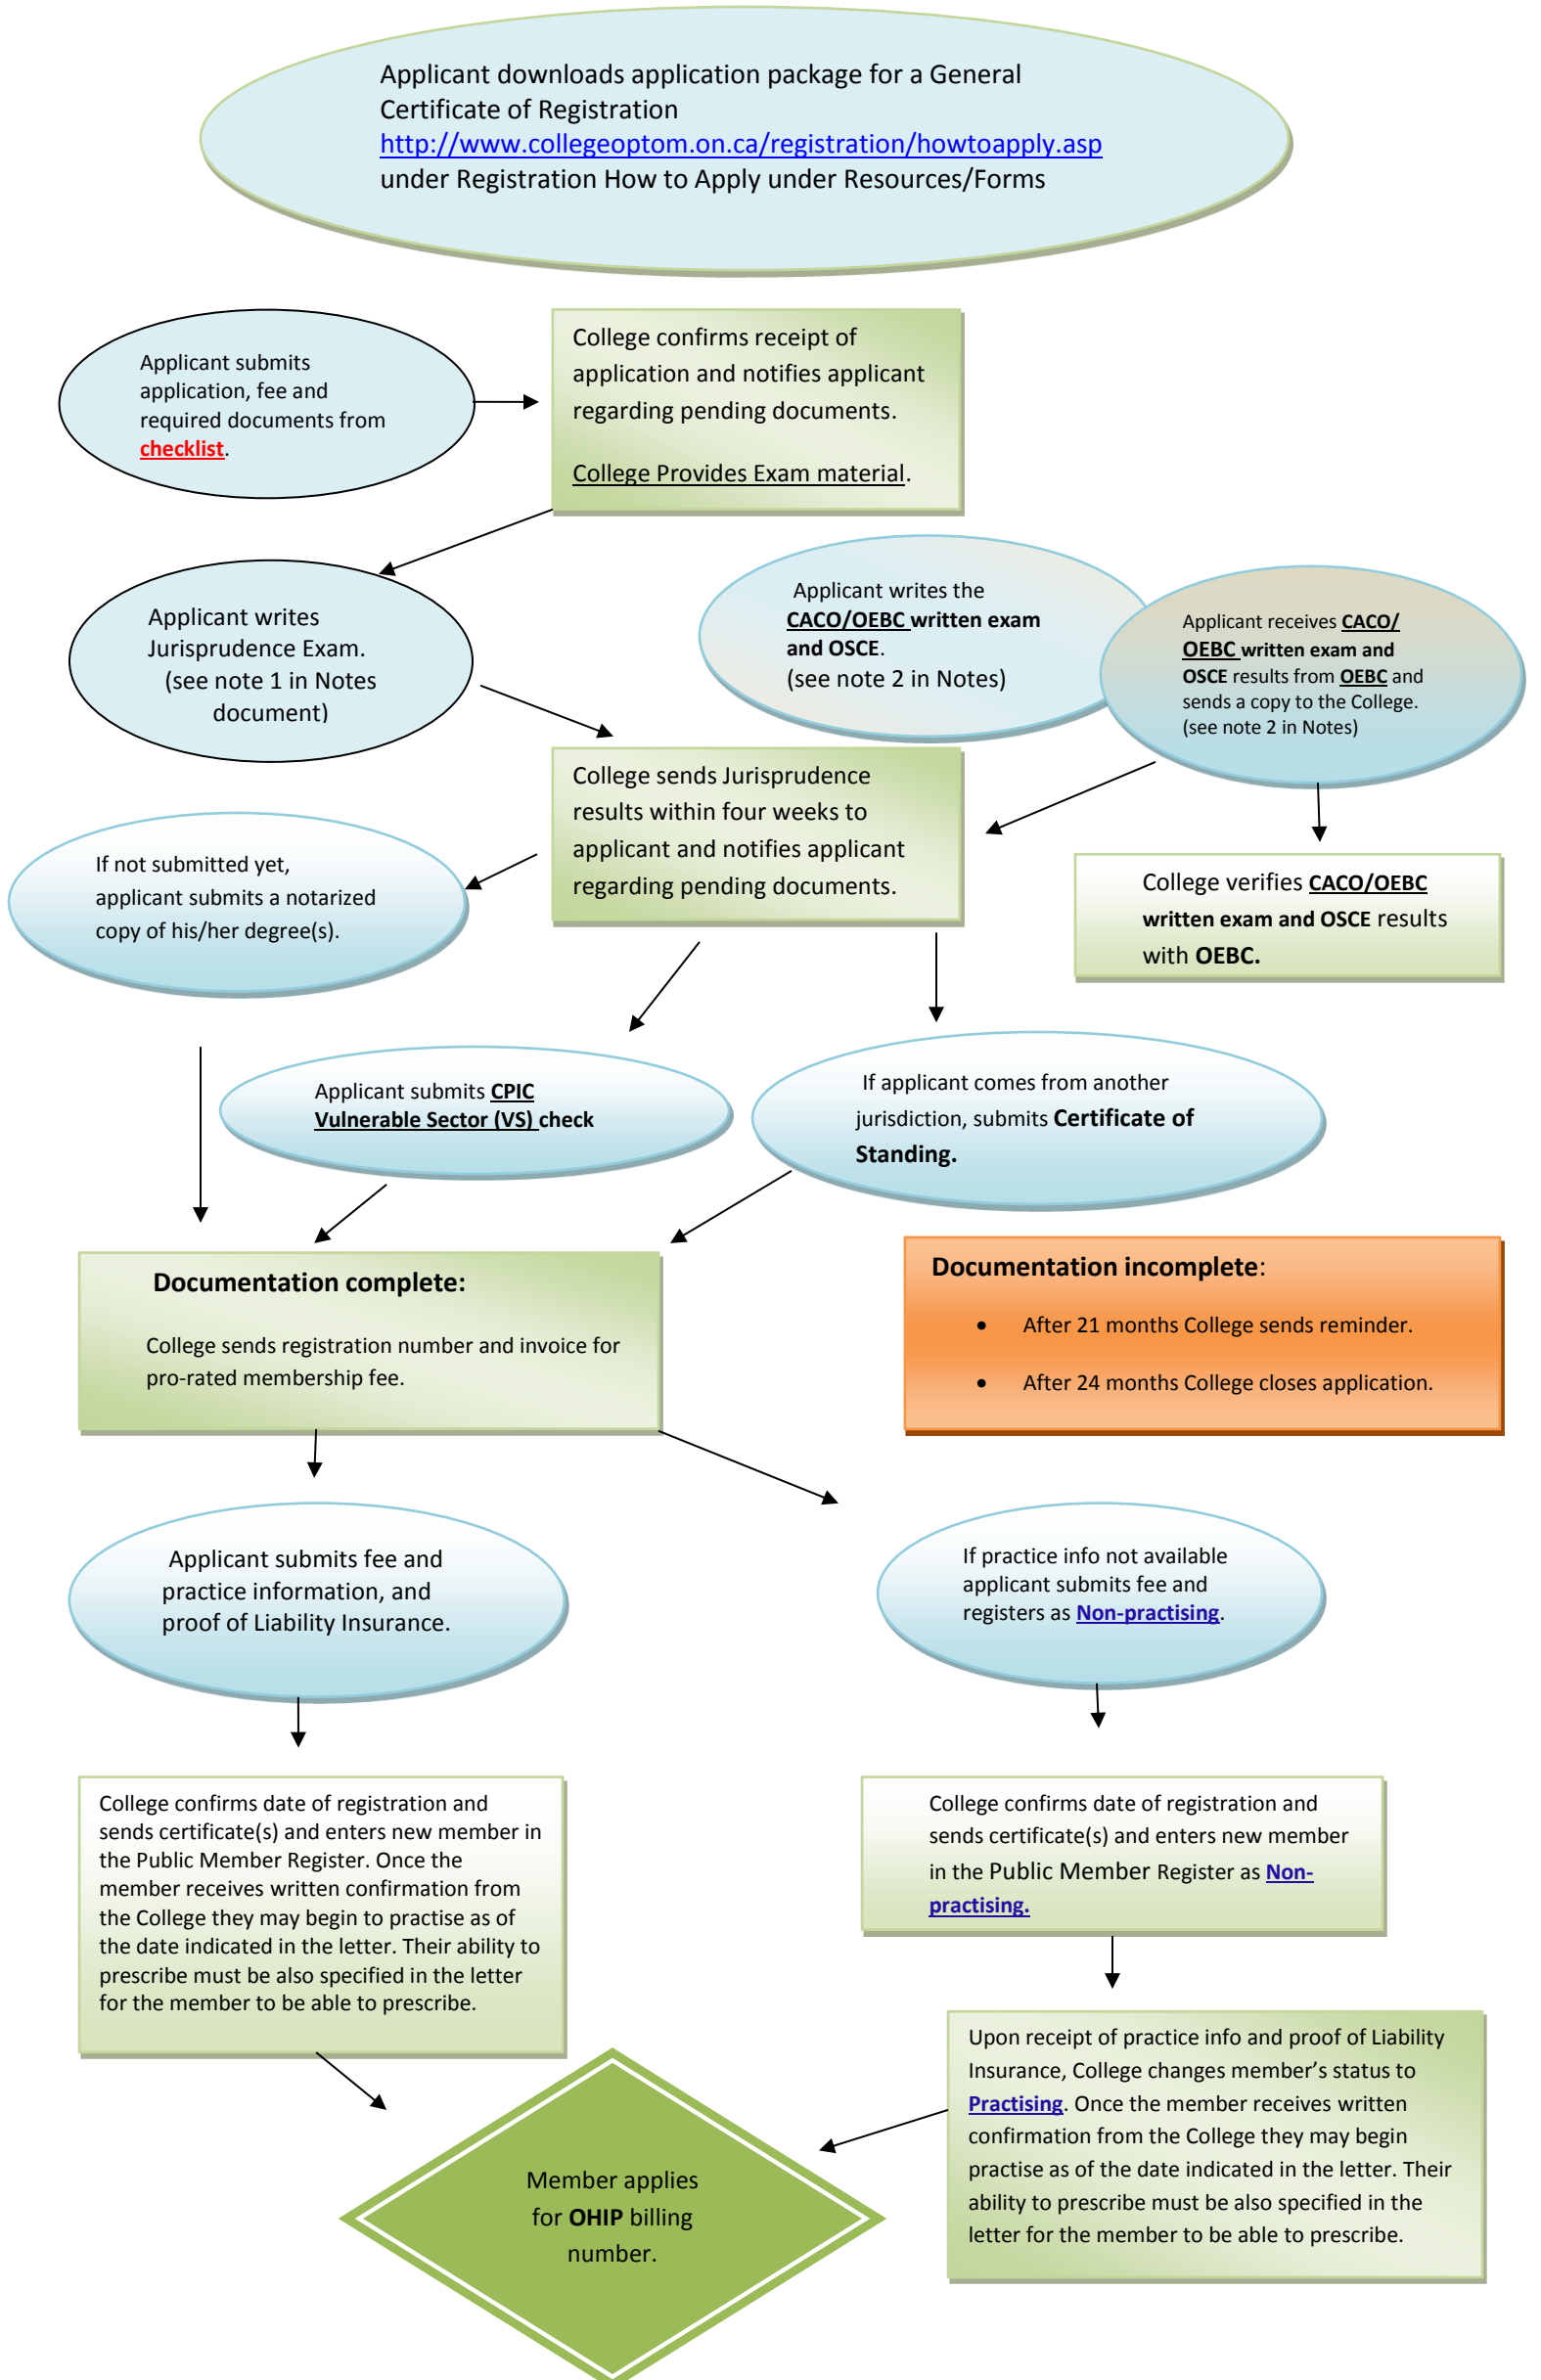 Applicant downloads application package for a General
Certificate of Registration
http://www.collegeoptom.on.ca/registration/howtoapply.asp
under Registration How to Apply under Resources/Forms
Applicant submits
application, fee and
required documents from
checklist.
College confirms receipt of
application and notifies applicant
regarding pending documents.
College Provides Exam material.
Applicant writes
Jurisprudence Exam.
(see note 1 in Notes
document)
Applicant writes the
CACO/OEBC written exam
and OSCE.
(see note 2 in Notes)
Applicant receives CACO/
OEBC written exam and
OSCE results from OEBC and
sends a copy to the College.
(see note 2 in Notes)
College sends Jurisprudence
results within four weeks to
applicant and notifies applicant
regarding pending documents.
If not submitted yet,
applicant submits a notarized
copy of his/her degree(s).
College verifies CACO/OEBC
written exam and OSCE results
with OEBC.
Applicant submits CPIC
Vulnerable Sector (VS) check
If applicant comes from another
jurisdiction, submits Certificate of
Standing.
Documentation complete:
College sends registration number and invoice for
pro-rated membership fee.
Documentation incomplete:
• After 21 months College sends reminder.
• After 24 months College closes application.
Applicant submits fee and
practice information, and
proof of Liability Insurance.
If practice info not available
applicant submits fee and
registers as Non-practising.
College confirms date of registration and
sends certificate(s) and enters new member in
the Public Member Register. Once the
member receives written confirmation from
the College they may begin to practise as of
the date indicated in the letter. Their ability to
prescribe must be also specified in the letter
for the member to be able to prescribe.
College confirms date of registration and
sends certificate(s) and enters new member
in the Public Member Register as Non-
practising.
Upon receipt of practice info and proof of Liability
Insurance, College changes member’s status to
Practising. Once the member receives written
confirmation from the College they may begin
practise as of the date indicated in the letter. Their
ability to prescribe must be also specified in the
letter for the member to be able to prescribe.
Member applies
for OHIP billing
number.